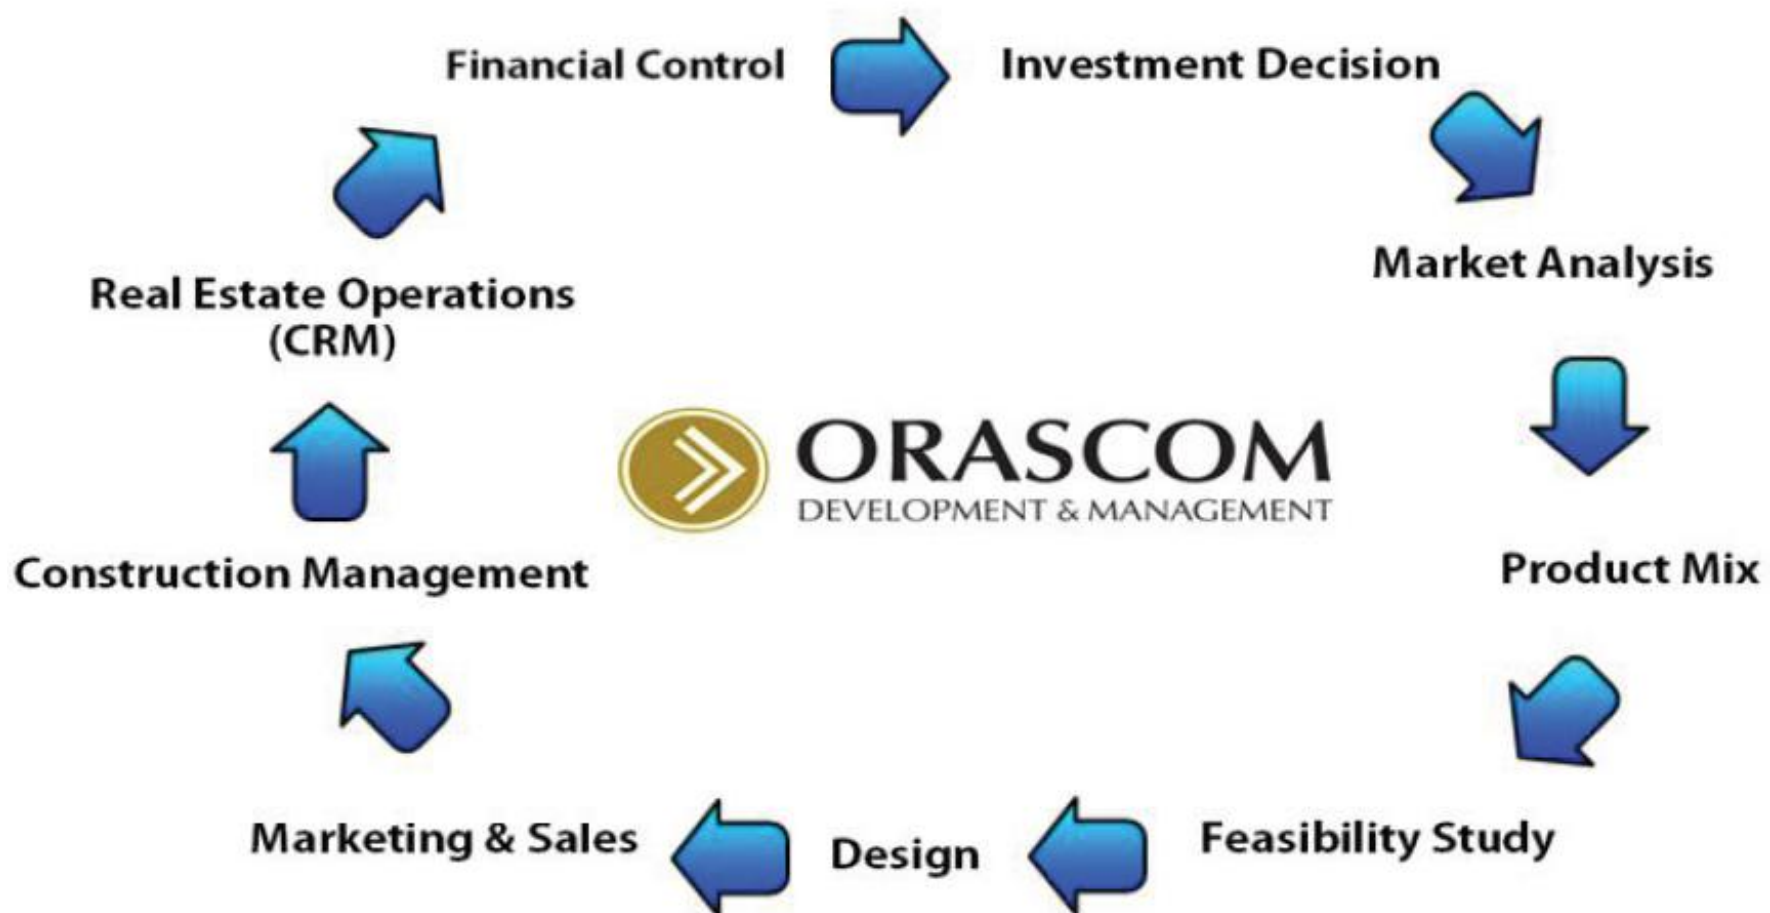 Financial Control
Investment Decision
Market Analysis
Product Mix
Feasibility Study
Design
Marketing & Sales
Construction Management
Real Estate Operations
(CRM)
ORASCOM
DEVELOPMENT & MANAGEMENT